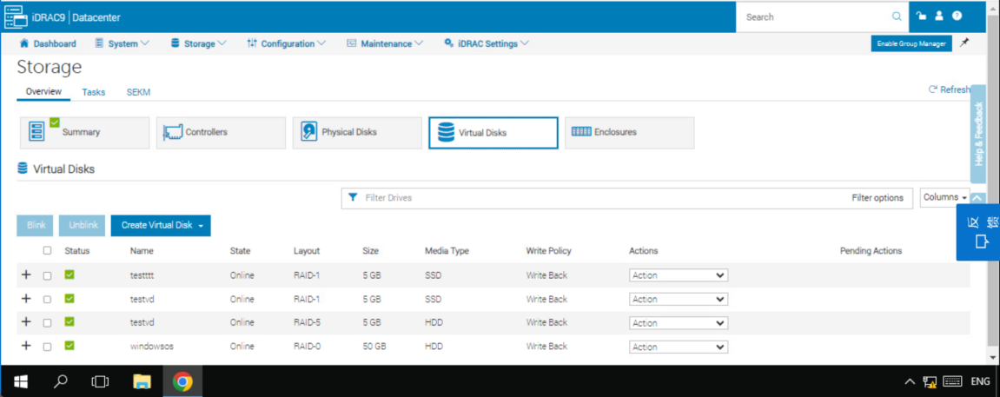 iDRAC9 | Datacenter Search
Dashboard System Storage Configuration Maintenance iDRAC Settings Enable Group Manager
Storage
Overview Tasks SEKM Refresh
Summary Controllers Physical Disks Virtual Disks Enclosures
Help & Feedback
Virtual Disks
Filter Drives Filter options Columns
Blink Unblink Create Virtual Disk
Status Name State Layout Size Media Type Write Policy Actions Pending Actions
testttt Online RAID-1 5 GB SSD Write Back Action
testvd Online RAID-1 5 GB SSD Write Back Action
testvd Online RAID-5 5 GB HDD Write Back Action
windowsos Online RAID-0 50 GB HDD Write Back Action
ENG